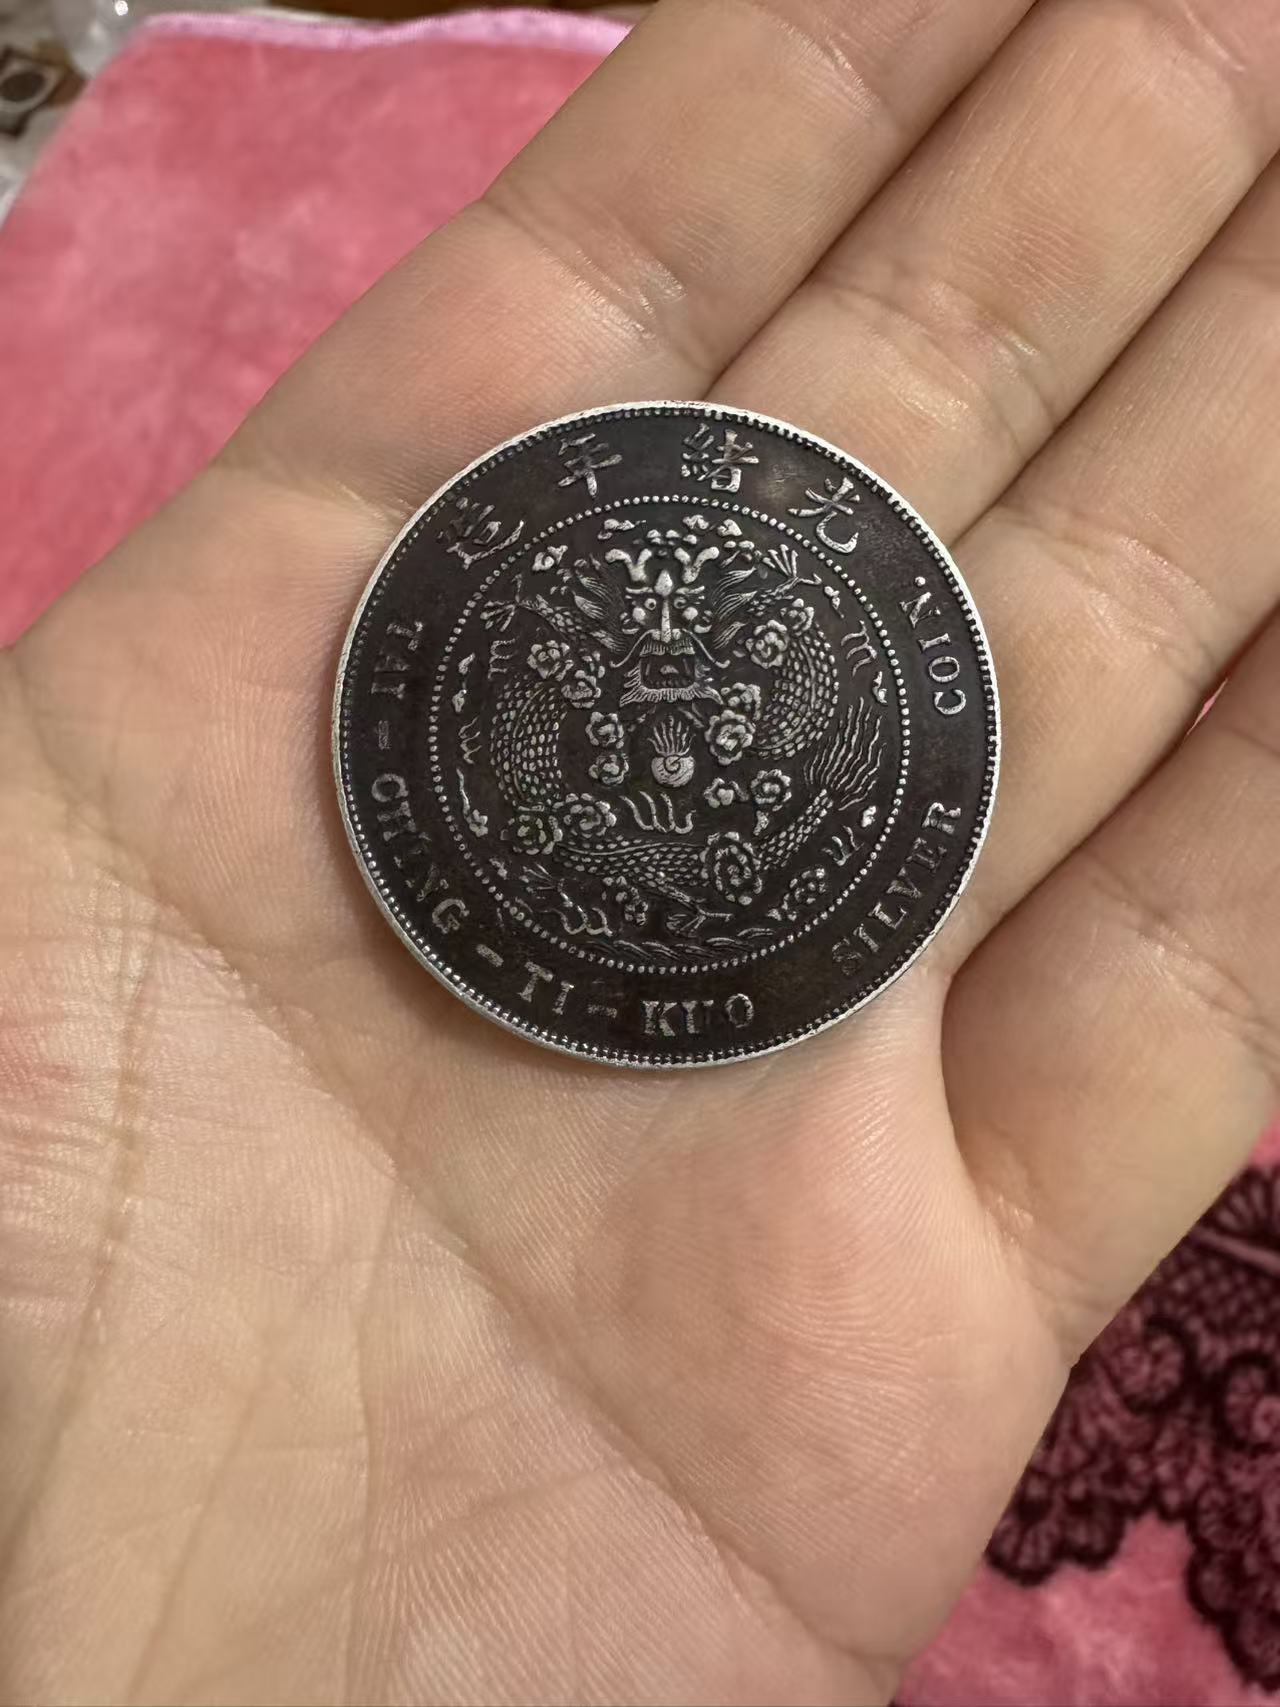 光緒年造
TAI-CHING-TI-KUO
SILVER COIN.